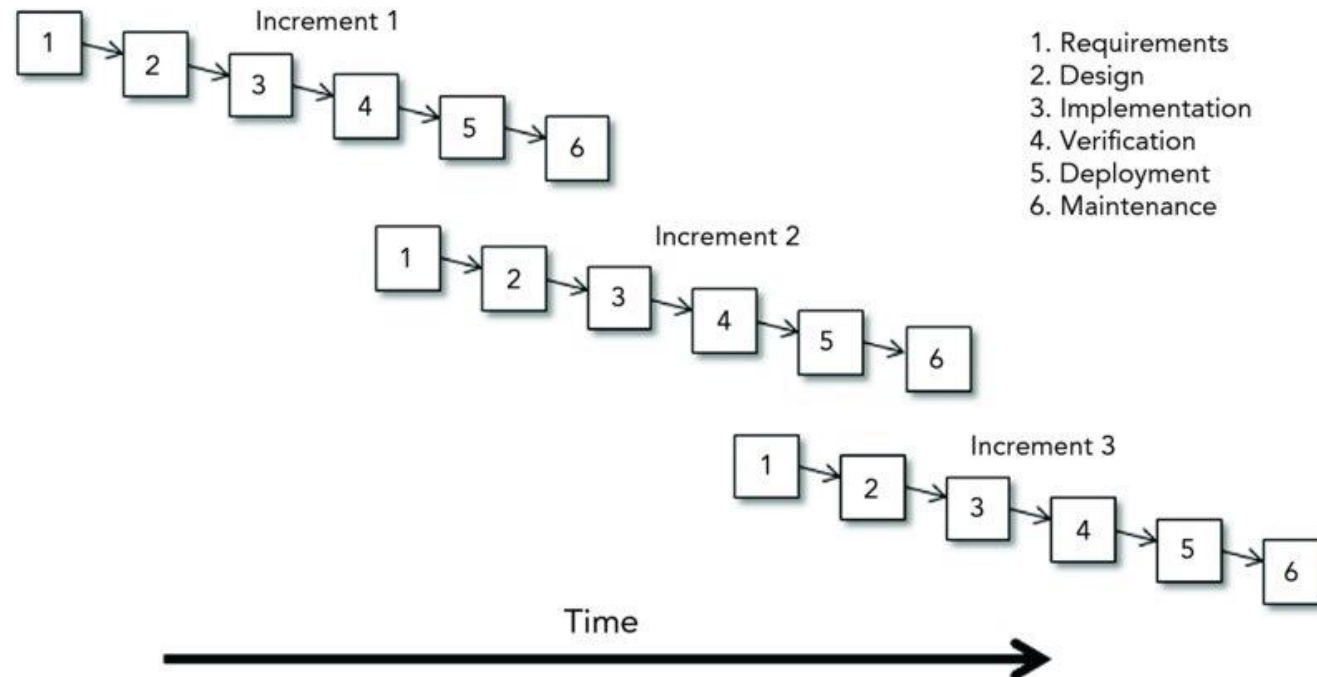 Increment 1
1
2
3
4
5
6
1. Requirements
2. Design
3. Implementation
4. Verification
5. Deployment
6. Maintenance
Increment 2
1
2
3
4
5
6
Increment 3
1
2
3
4
5
6
Time